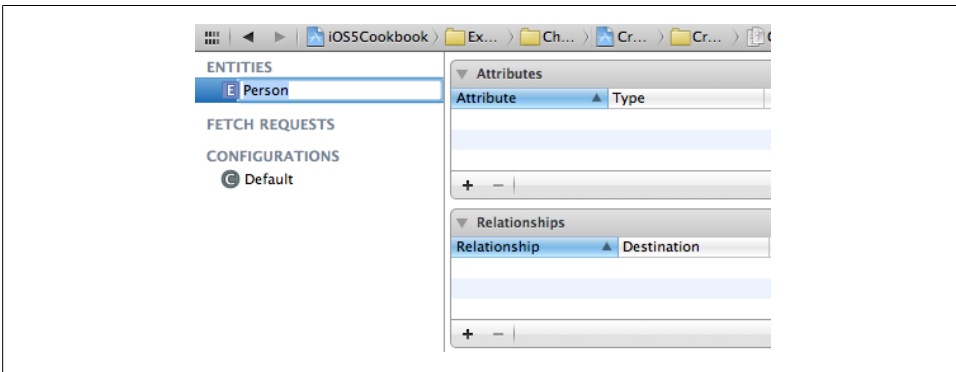 iOS5Cookbook Ex... Ch... Cr... Cr...
ENTITIES
E Person
FETCH REQUESTS
CONFIGURATIONS
C Default
Attributes
Attribute Type
+ −
Relationships
Relationship Destination
+ −